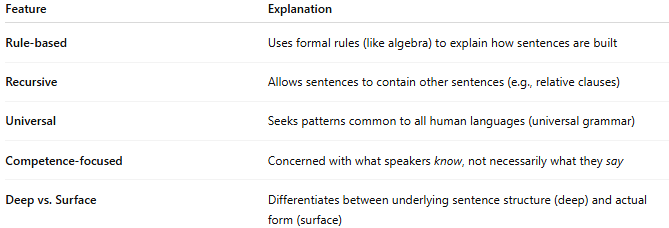 Feature Explanation
Rule-based Uses formal rules (like algebra) to explain how sentences are built
Recursive Allows sentences to contain other sentences (e.g., relative clauses)
Universal Seeks patterns common to all human languages (universal grammar)
Competence-focused Concerned with what speakers know, not necessarily what they say
Deep vs. Surface Differentiates between underlying sentence structure (deep) and actual
form (surface)